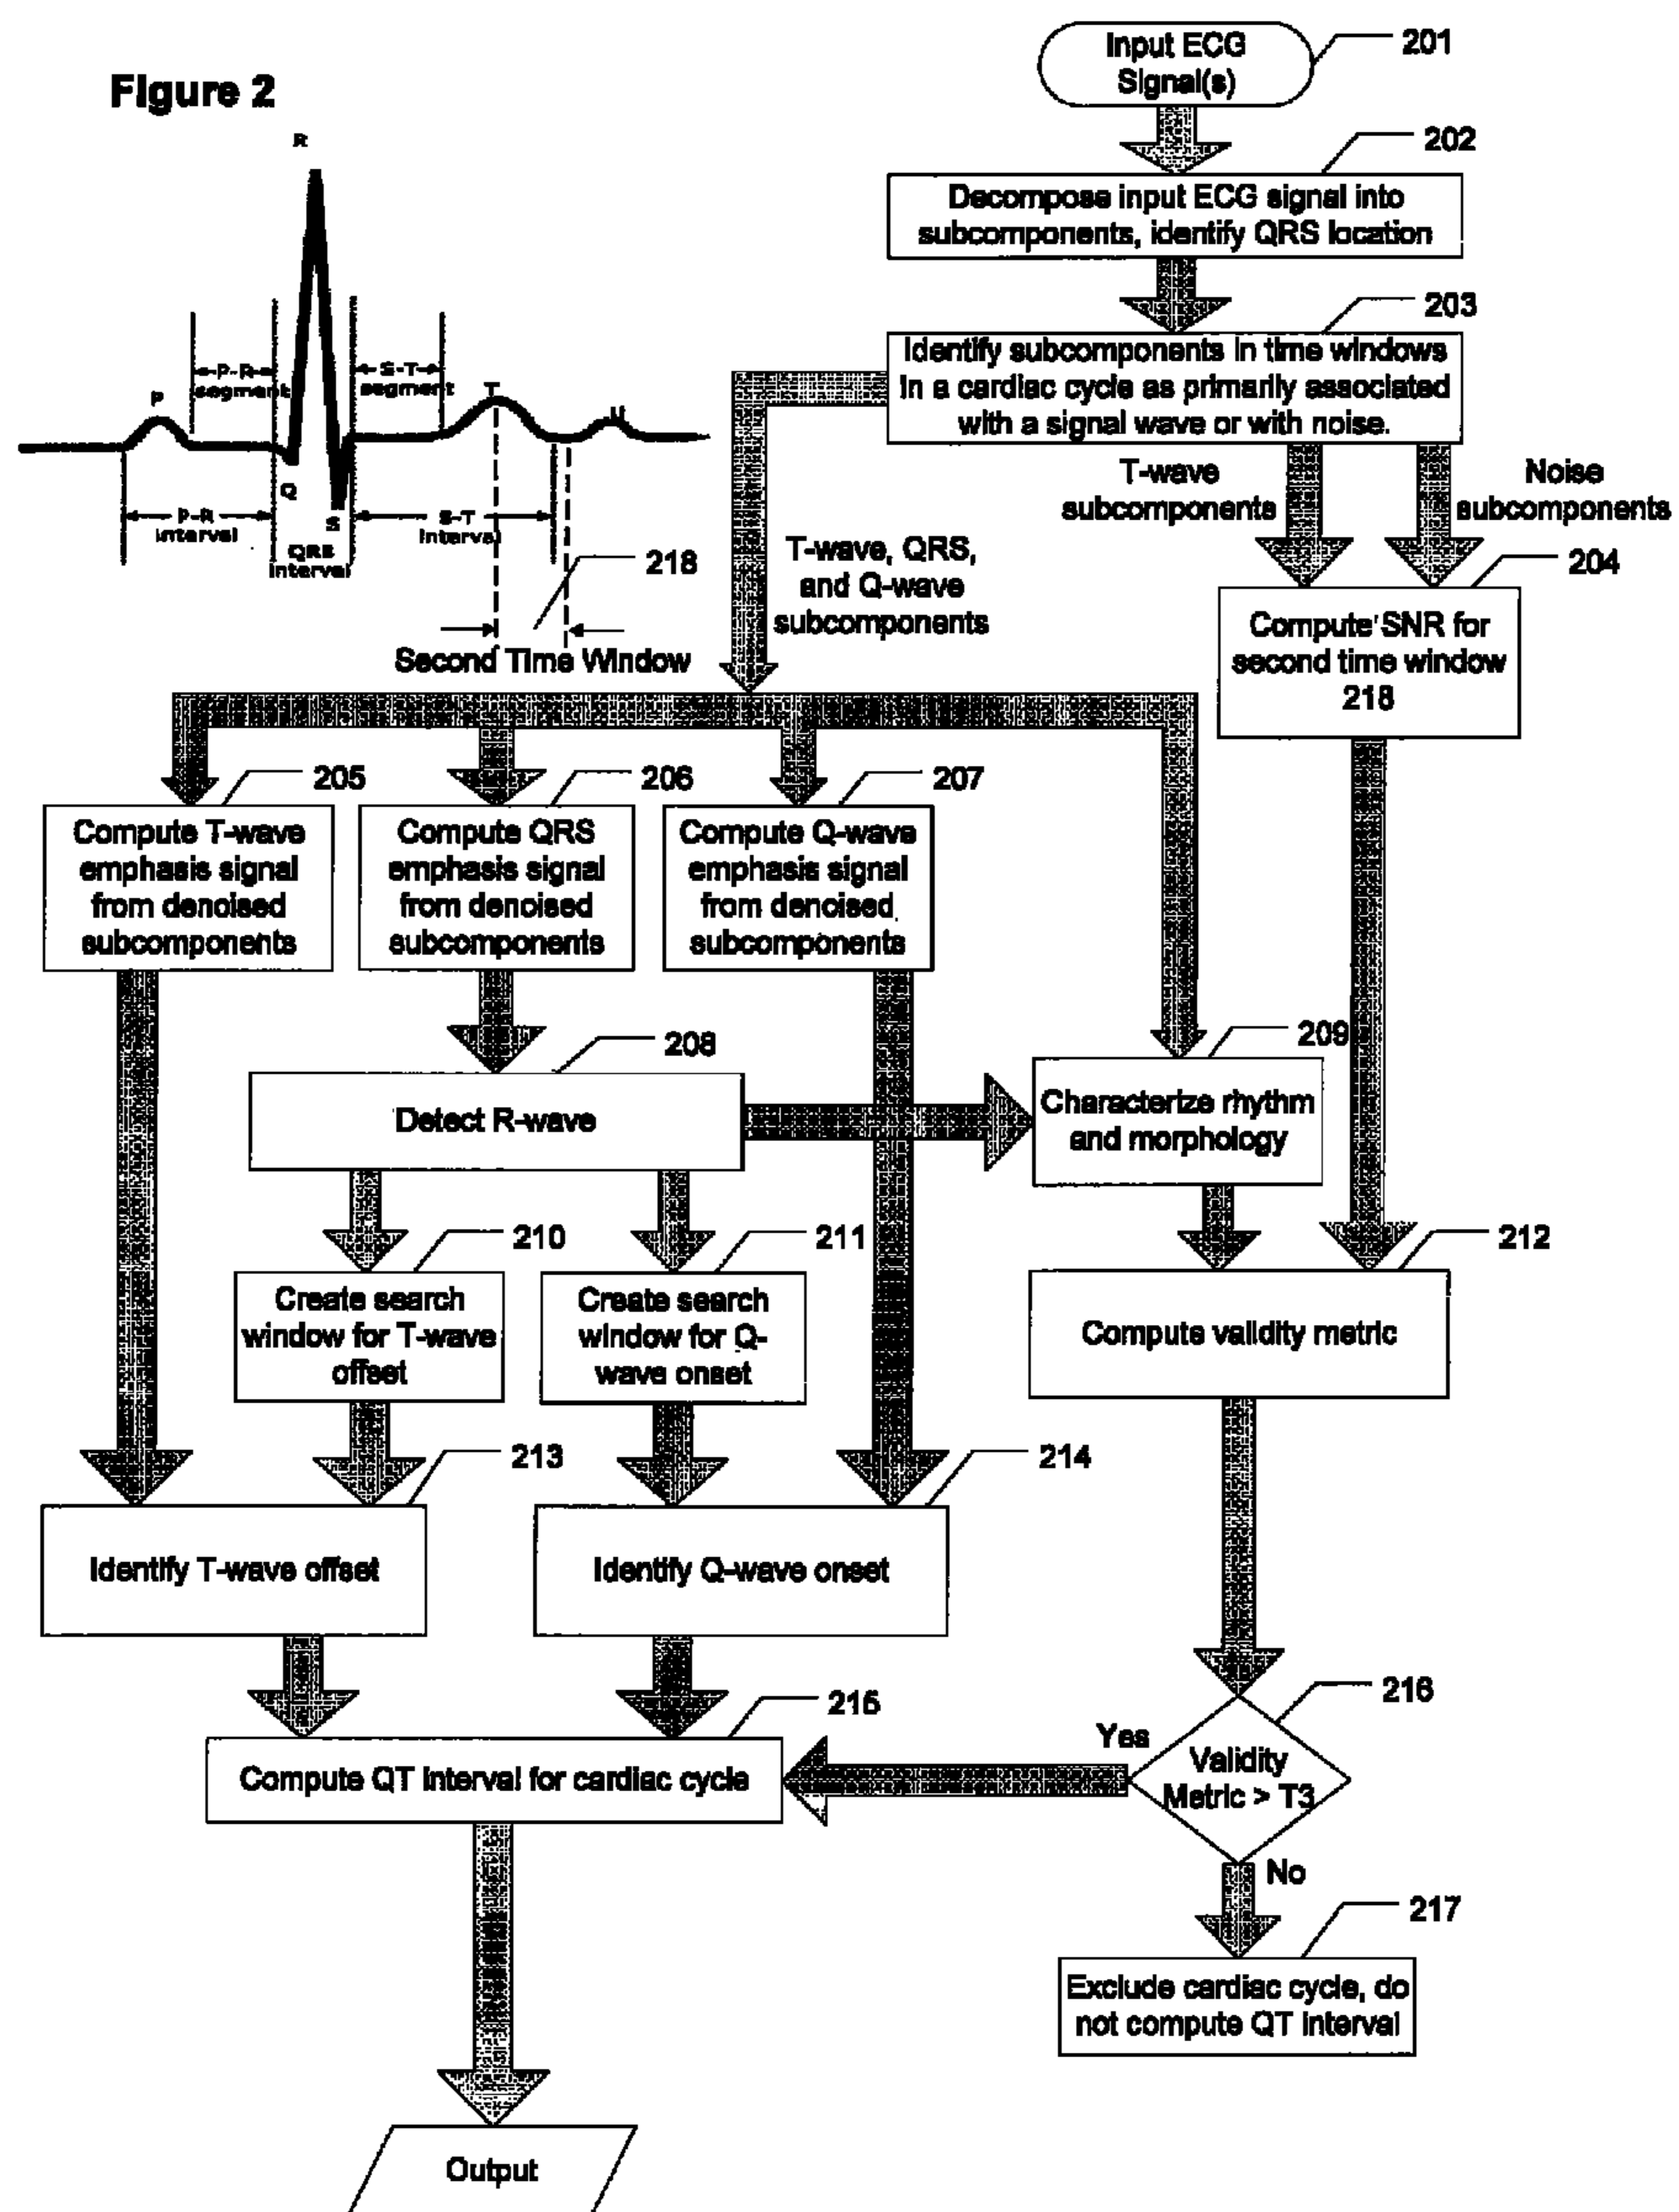 Figure 2
R
P-R
segment
S-T
segment
P
T
U
Q
S
P-R
interval
QRS
interval
S-T
interval
218
Second Time Window
Input ECG
Signal(s)
201
202
Decompose input ECG signal into
subcomponents, identify QRS location
203
Identify subcomponents in time windows
in a cardiac cycle as primarily associated
with a signal wave or with noise.
T-wave
subcomponents
Noise
subcomponents
T-wave, QRS,
and Q-wave
subcomponents
204
Compute SNR for
second time window
218
205
Compute T-wave
emphasis signal
from denoised
subcomponents
206
Compute QRS
emphasis signal
from denoised
subcomponents
207
Compute Q-wave
emphasis signal
from denoised
subcomponents
208
Detect R-wave
209
Characterize rhythm
and morphology
210
Create search
window for T-wave
offset
211
Create search
window for Q-
wave onset
212
Compute validity metric
213
Identify T-wave offset
214
Identify Q-wave onset
215
Compute QT interval for cardiac cycle
216
Validity
Metric > T3
Yes
No
217
Exclude cardiac cycle, do
not compute QT interval
Output